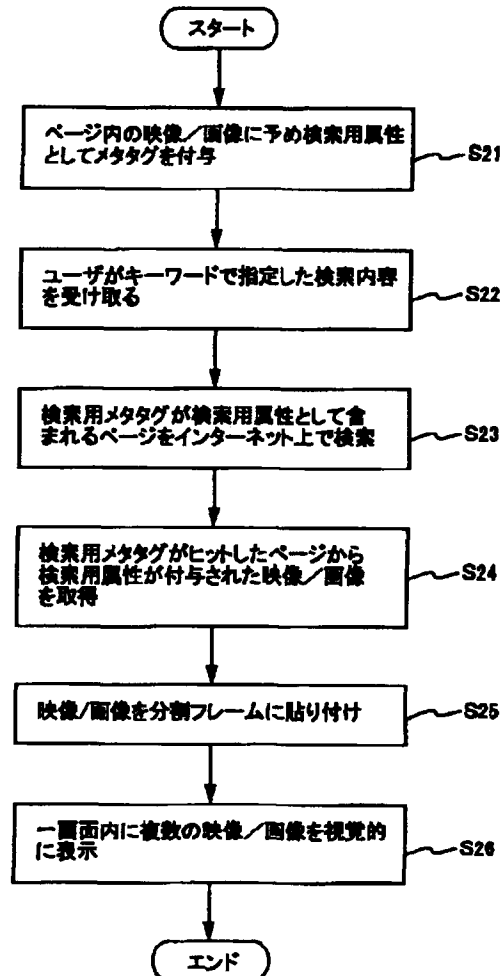 スタート
ページ内の映像／画像に予め検索用属性
としてメタタグを付与
S21
ユーザがキーワードで指定した検索内容
を受け取る
S22
検索用メタタグが検索用属性として含
まれるページをインターネット上で検索
S23
検索用メタタグがヒットしたページから
検索用属性が付与された映像／画像
を取得
S24
映像/画像を分割フレームに貼り付け
S25
一画面内に複数の映像／画像を視覚的
に表示
S26
エンド